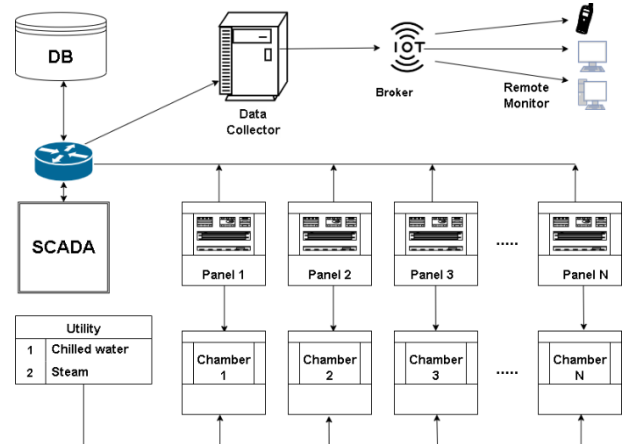 DB
Data
Collector
IOT
Broker
Remote
Monitor
SCADA
Panel 1
Panel 2
Panel 3
.....
Panel N
Utility
1 Chilled water
2 Steam
Chamber
1
Chamber
2
Chamber
3
.....
Chamber
N